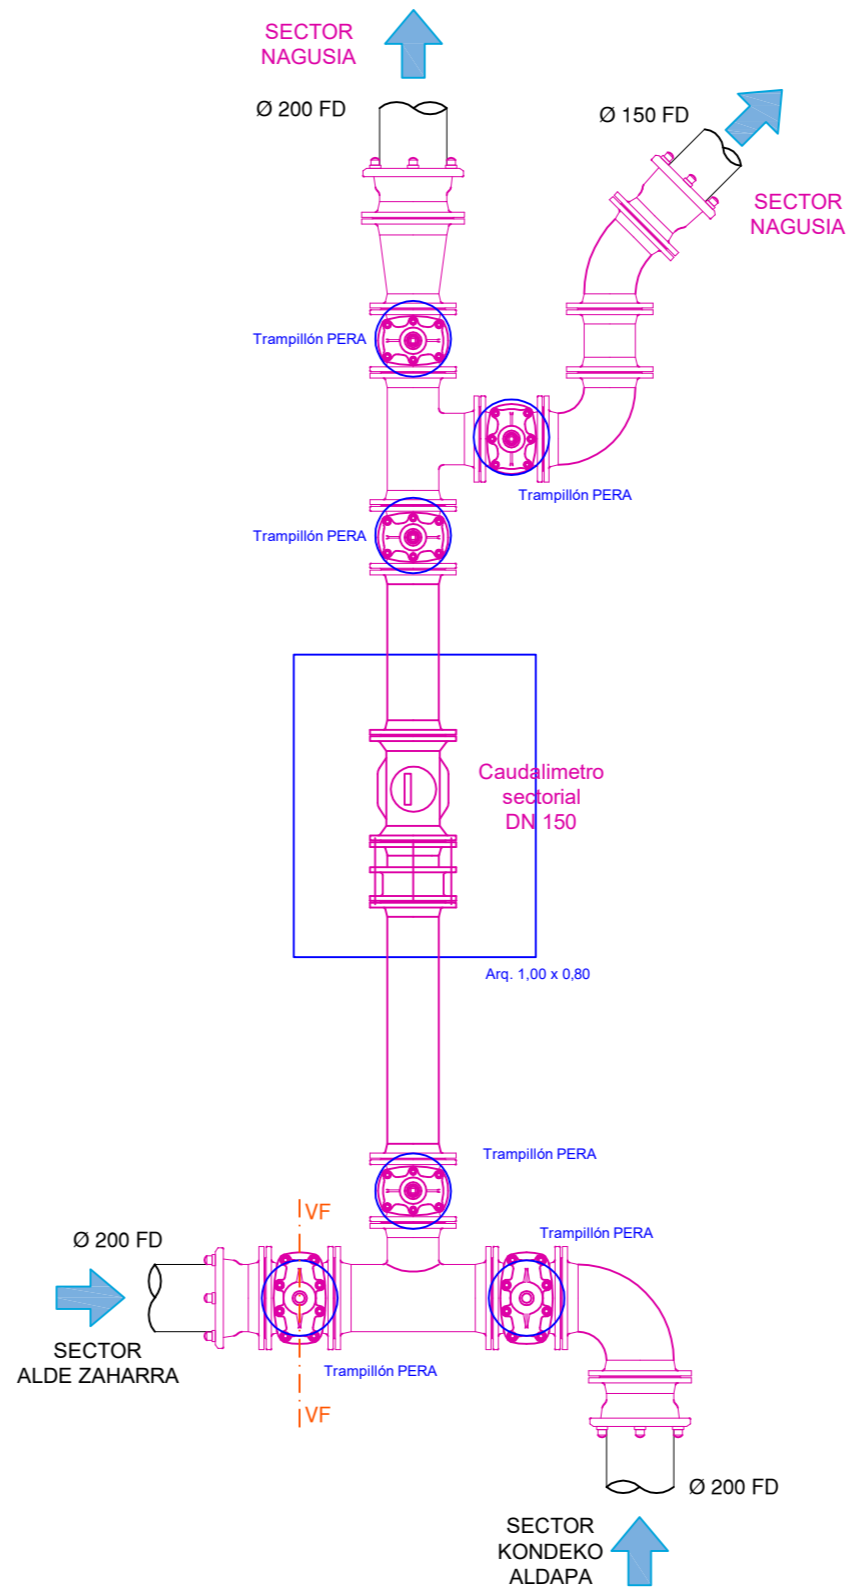 SECTOR
NAGUSIA
Ø 200 FD
Ø 150 FD
SECTOR
NAGUSIA
Trampillón PERA
Trampillón PERA
Trampillón PERA
Caudalimetro
sectorial
DN 150
Arq. 1,00 x 0,80
Trampillón PERA
VF
Trampillón PERA
Ø 200 FD
SECTOR
ALDE ZAHARRA
Trampillón PERA
VF
Ø 200 FD
SECTOR
KONDEKO
ALDAPA